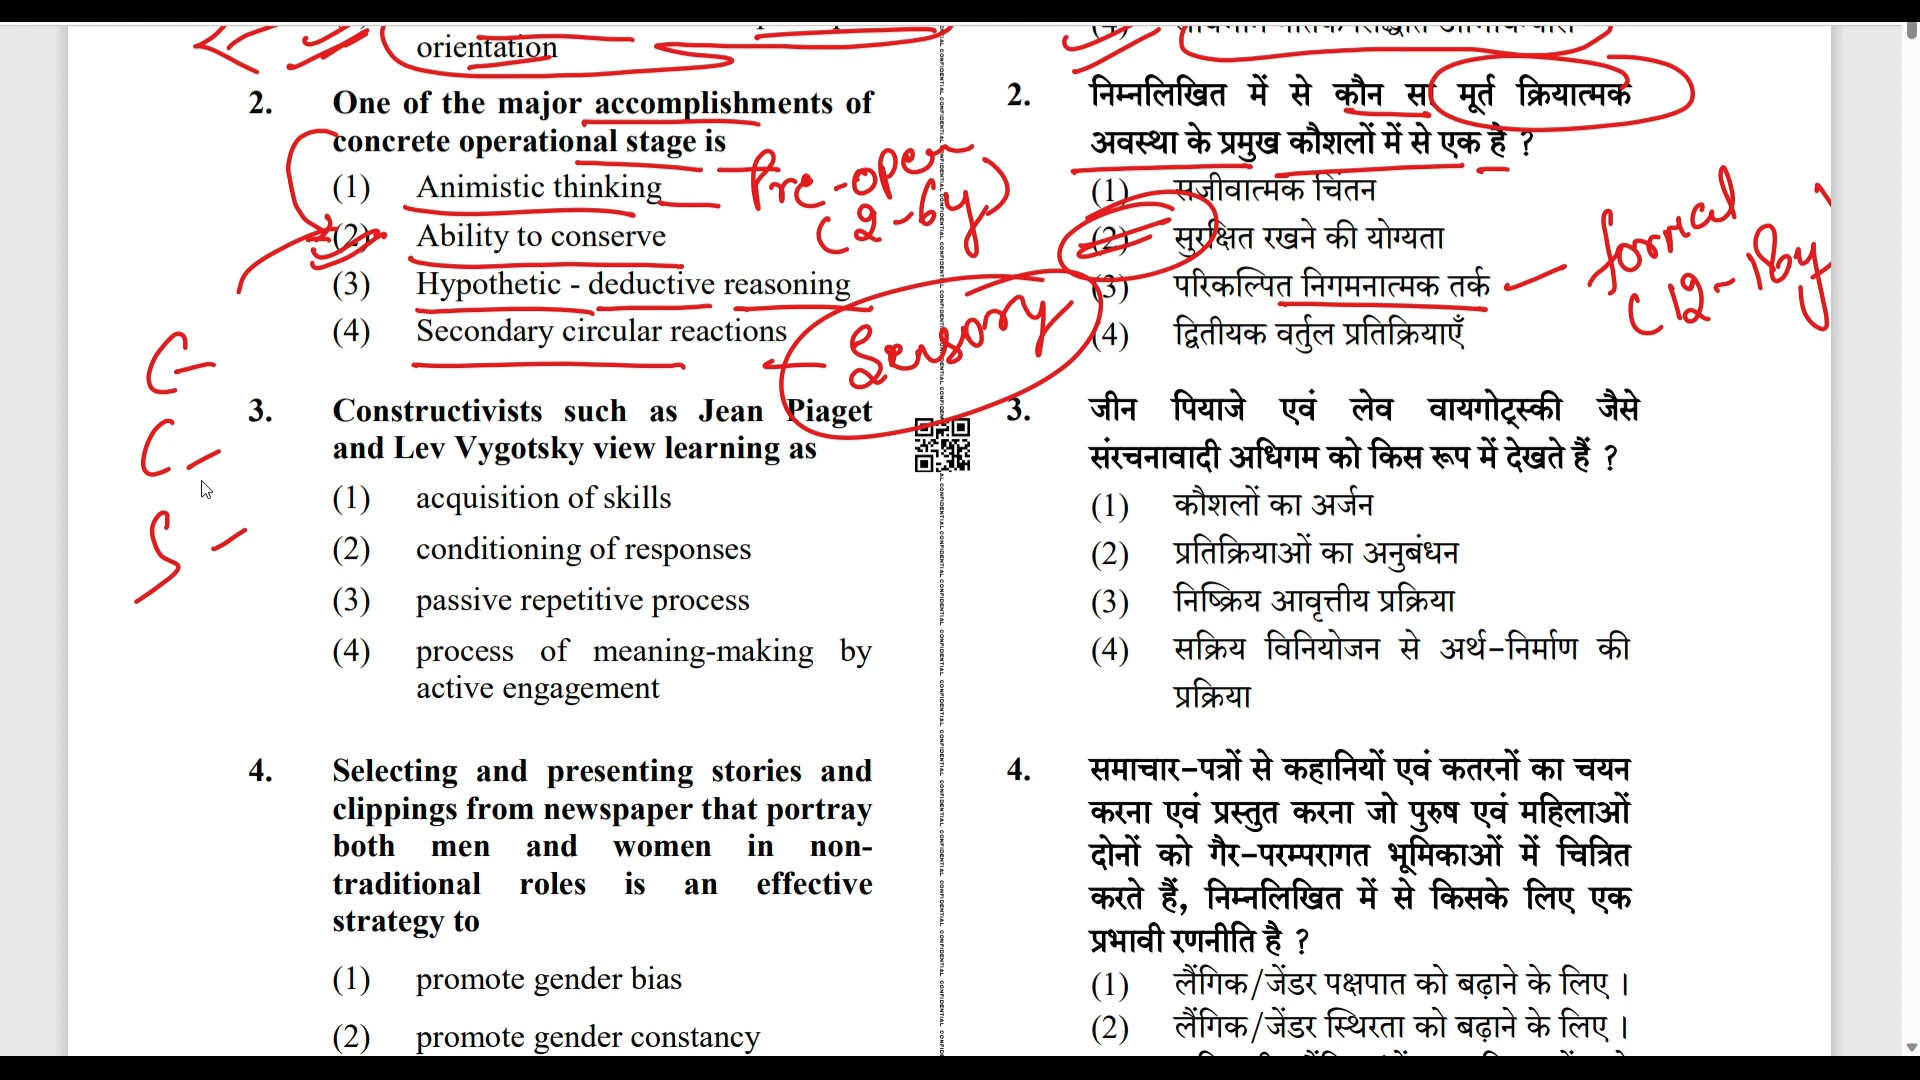 orientation
2. One of the major accomplishments of
concrete operational stage is
(1) Animistic thinking
(2) Ability to conserve
(3) Hypothetic - deductive reasoning
(4) Secondary circular reactions
Pre-oper
(2-6y)
Sensory
C-
C-
S-
3. Constructivists such as Jean Piaget
and Lev Vygotsky view learning as
(1) acquisition of skills
(2) conditioning of responses
(3) passive repetitive process
(4) process of meaning-making by
active engagement
4. Selecting and presenting stories and
clippings from newspaper that portray
both men and women in non-
traditional roles is an effective
strategy to
(1) promote gender bias
(2) promote gender constancy
2. निम्नलिखित में से कौन सा मूर्त क्रियात्मक
अवस्था के प्रमुख कौशलों में से एक है ?
(1) सजीवात्मक चिंतन
(2) सुरक्षित रखने की योग्यता
(3) परिकल्पित निगमनात्मक तर्क
(4) द्वितीयक वर्तुल प्रतिक्रियाएँ
formal
(12-18y)
3. जीन पियाजे एवं लेव वायगोट्स्की जैसे
संरचनावादी अधिगम को किस रूप में देखते हैं ?
(1) कौशलों का अर्जन
(2) प्रतिक्रियाओं का अनुबंधन
(3) निष्क्रिय आवृत्तीय प्रक्रिया
(4) सक्रिय विनियोजन से अर्थ-निर्माण की
प्रक्रिया
4. समाचार-पत्रों से कहानियों एवं कतरनों का चयन
करना एवं प्रस्तुत करना जो पुरुष एवं महिलाओं
दोनों को गैर-परम्परागत भूमिकाओं में चित्रित
करते हैं, निम्नलिखित में से किसके लिए एक
प्रभावी रणनीति है ?
(1) लैंगिक/जेंडर पक्षपात को बढ़ाने के लिए ।
(2) लैंगिक/जेंडर स्थिरता को बढ़ाने के लिए ।